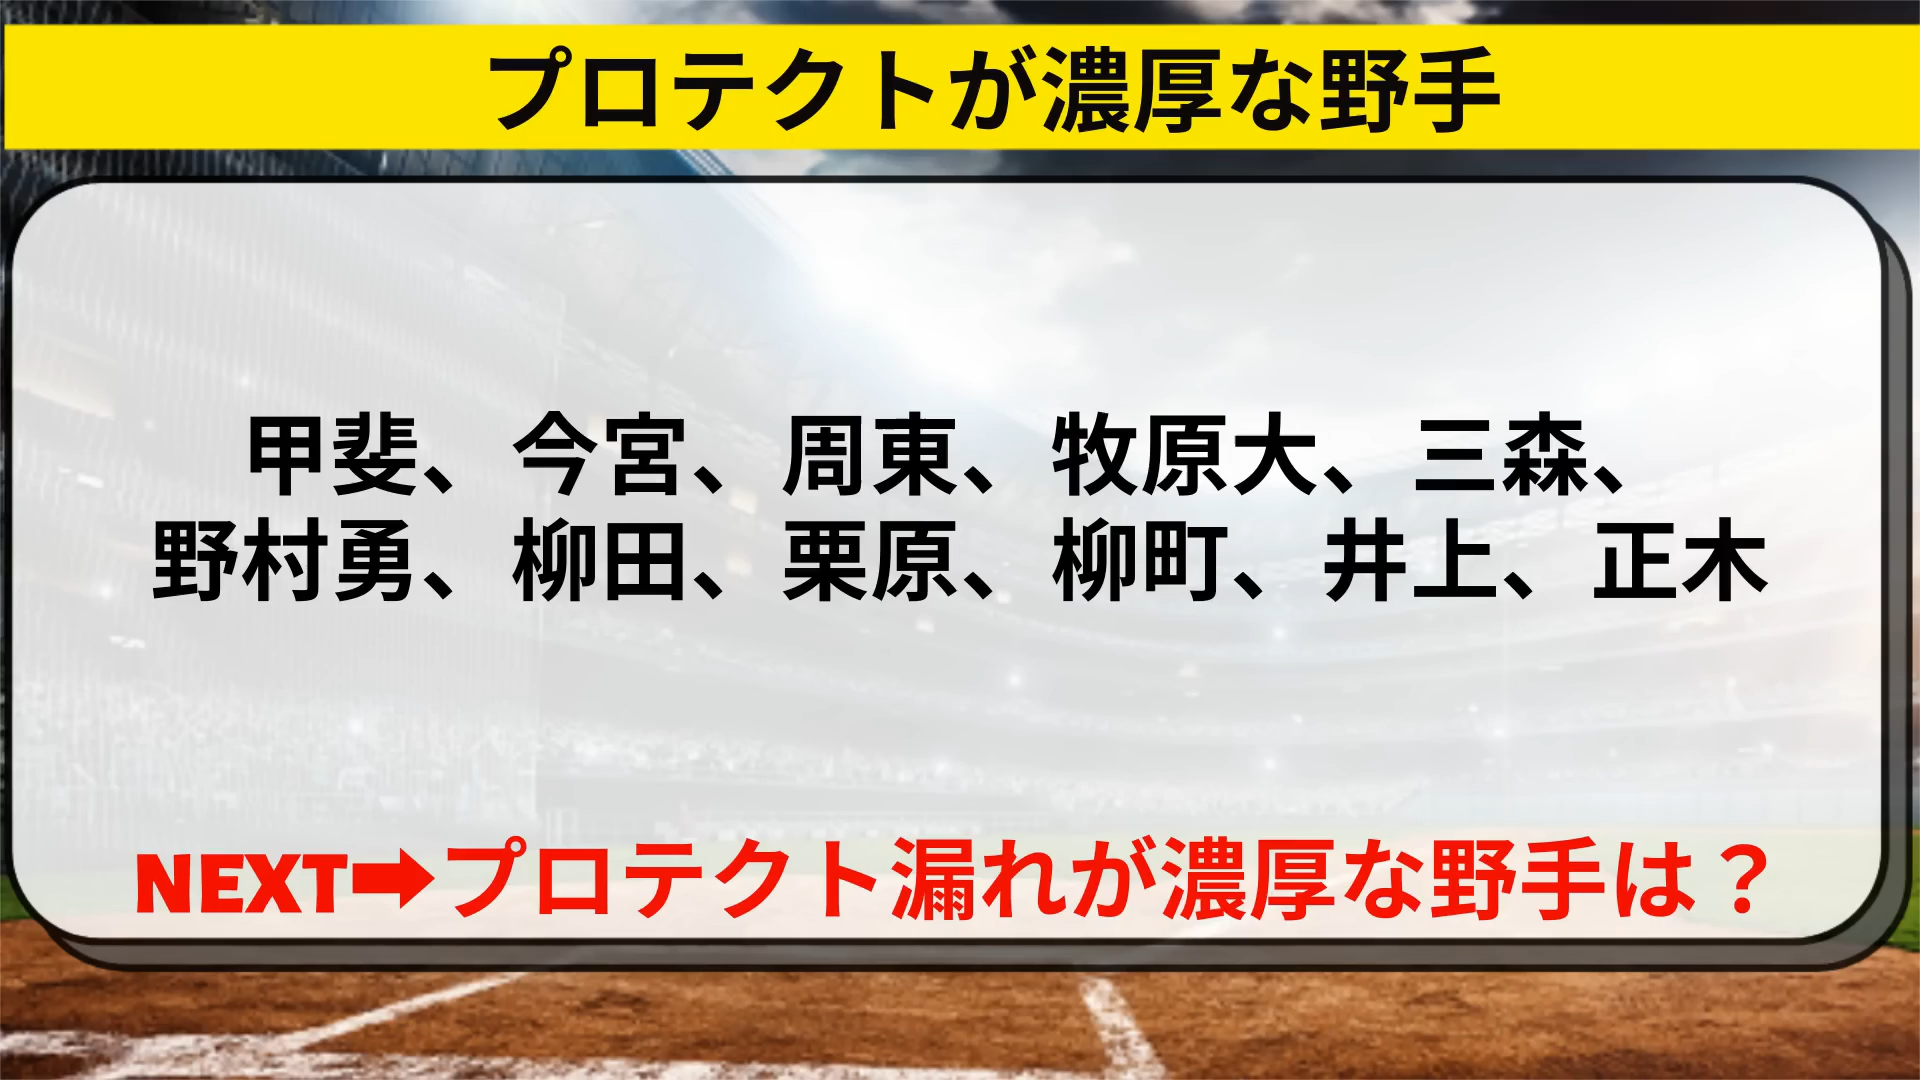 プロテクトが濃厚な野手
甲斐、今宮、周東、牧原大、三森、
野村勇、柳田、栗原、柳町、井上、正木
NEXT➡プロテクト漏れが濃厚な野手は？